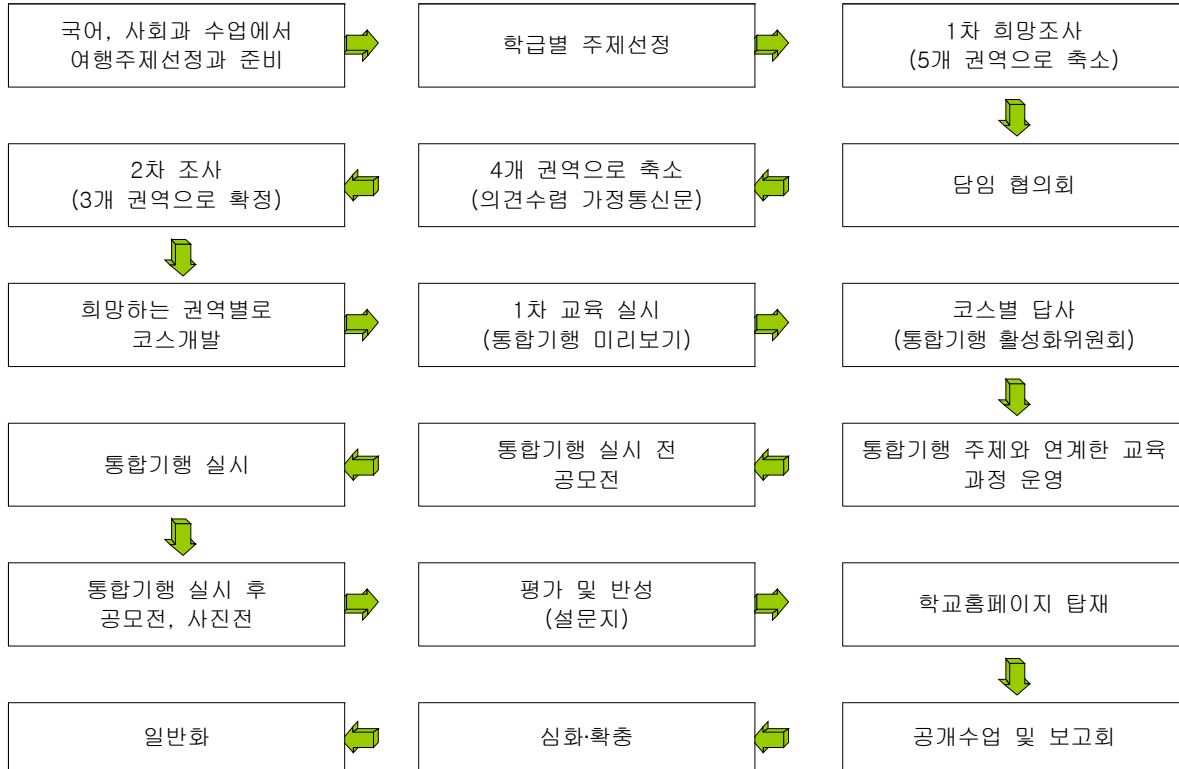 국어, 사회과 수업에서
여행주제선정과 준비
학급별 주제선정
1차 희망조사
(5개 권역으로 축소)
담임 협의회
4개 권역으로 축소
(의견수렴 가정통신문)
2차 조사
(3개 권역으로 확정)
희망하는 권역별로
코스개발
1차 교육 실시
(통합기행 미리보기)
코스별 답사
(통합기행 활성화위원회)
통합기행 주제와 연계한 교육
과정 운영
통합기행 실시 전
공모전
통합기행 실시
통합기행 실시 후
공모전, 사진전
평가 및 반성
(설문지)
학교홈페이지 탑재
공개수업 및 보고회
심화·확충
일반화